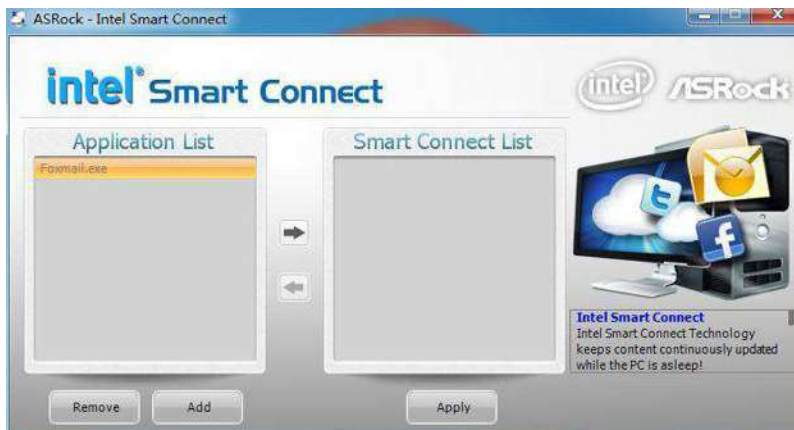 ASRock - Intel Smart Connect
intel Smart Connect
intel ASRock
Application List
Foxmail.exe
Remove Add
Smart Connect List
Apply
Intel Smart Connect
Intel Smart Connect Technology
keeps content continuously updated
while the PC is asleep!